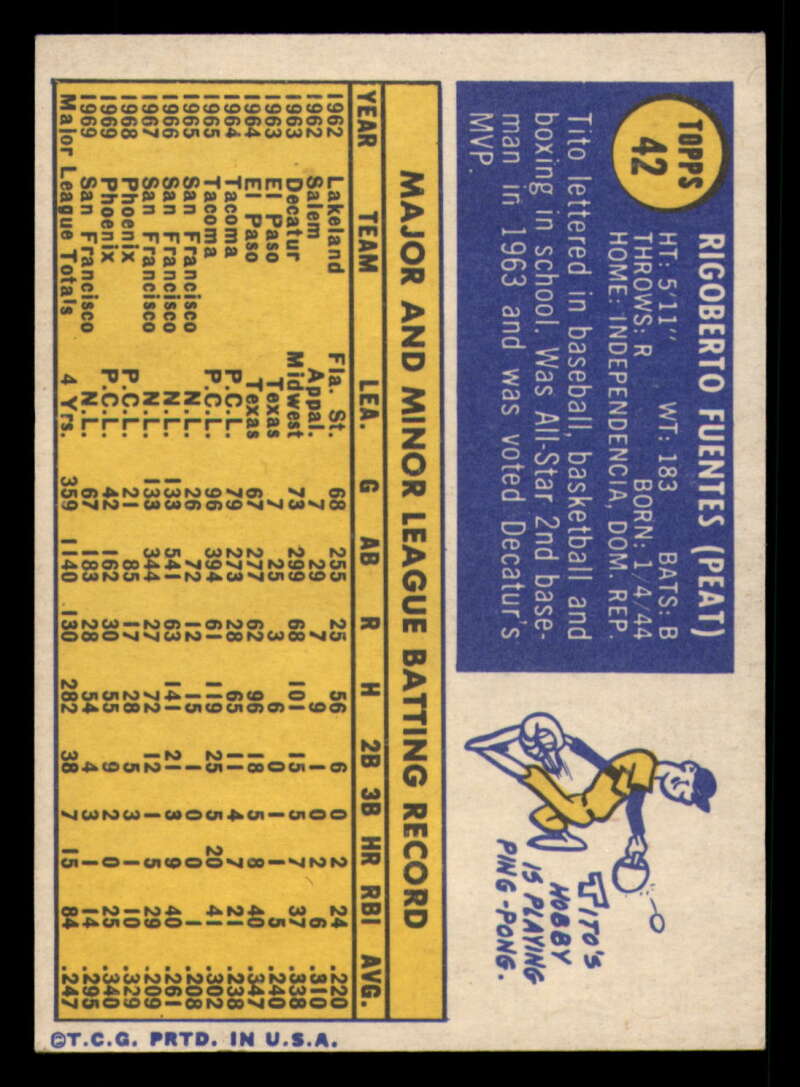 TOPPS
42
RIGOBERTO FUENTES (PEAT)
HT: 5'11" WT: 183 BATS: B
THROWS: R BORN: 1/4/44
HOME: INDEPENDENCIA, DOM. REP.
Tito lettered in baseball, basketball and
boxing in school. Was All-Star 2nd base-
man in 1963 and was voted Decatur's
MVP.
TITO'S
HOBBY
IS PLAYING
PING-PONG.
MAJOR AND MINOR LEAGUE BATTING RECORD
YEAR TEAM LEA. G AB R H 2B 3B HR RBI AVG.
1962 Lakeland Fla. St. 68 255 25 56 6 0 2 24 .220
1962 Salem Appal. 7 29 7 9 1 0 2 6 .310
1963 Decatur Midwest 73 299 68 101 15 5 7 37 .338
1963 El Paso Texas 7 25 3 6 0 1 1 5 .240
1964 El Paso Texas 67 277 62 96 18 5 8 40 .347
1964 Tacoma P.C.L. 79 273 28 65 11 4 7 21 .238
1965 Tacoma P.C.L. 96 394 61 119 25 5 20 41 .302
1965 San Francisco N.L. 26 72 12 15 1 0 0 1 .208
1966 San Francisco N.L. 133 541 63 141 21 3 9 40 .261
1967 San Francisco N.L. 133 344 27 72 12 1 5 29 .209
1968 Phoenix P.C.L. 21 85 17 28 5 3 1 10 .329
1969 Phoenix P.C.L. 42 162 30 55 9 2 0 25 .340
1969 San Francisco N.L. 67 183 28 54 4 3 1 14 .295
Major League Totals 4 Yrs. 359 1140 130 282 38 7 15 84 .247
©T.C.G. PRTD. IN U.S.A.